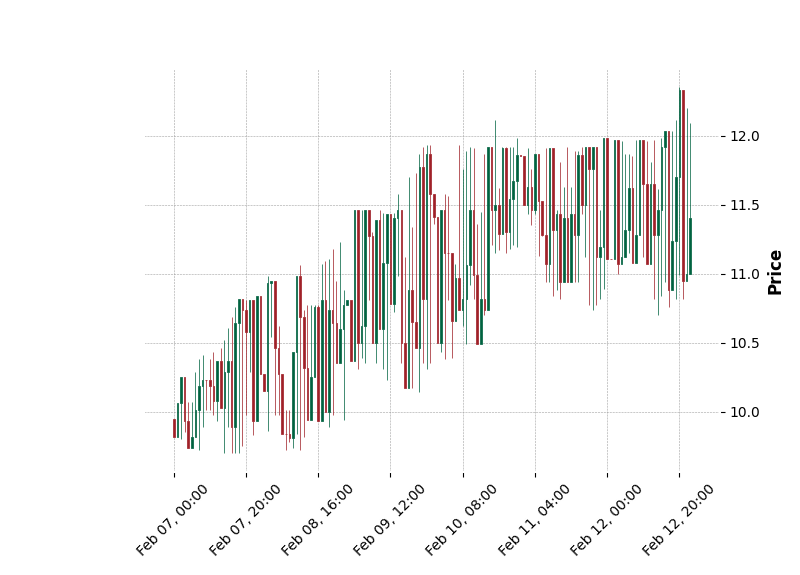 12.0
11.5
11.0
10.5
10.0
Price
Feb 07, 00:00
Feb 07, 20:00
Feb 08, 16:00
Feb 09, 12:00
Feb 10, 08:00
Feb 11, 04:00
Feb 12, 00:00
Feb 12, 20:00